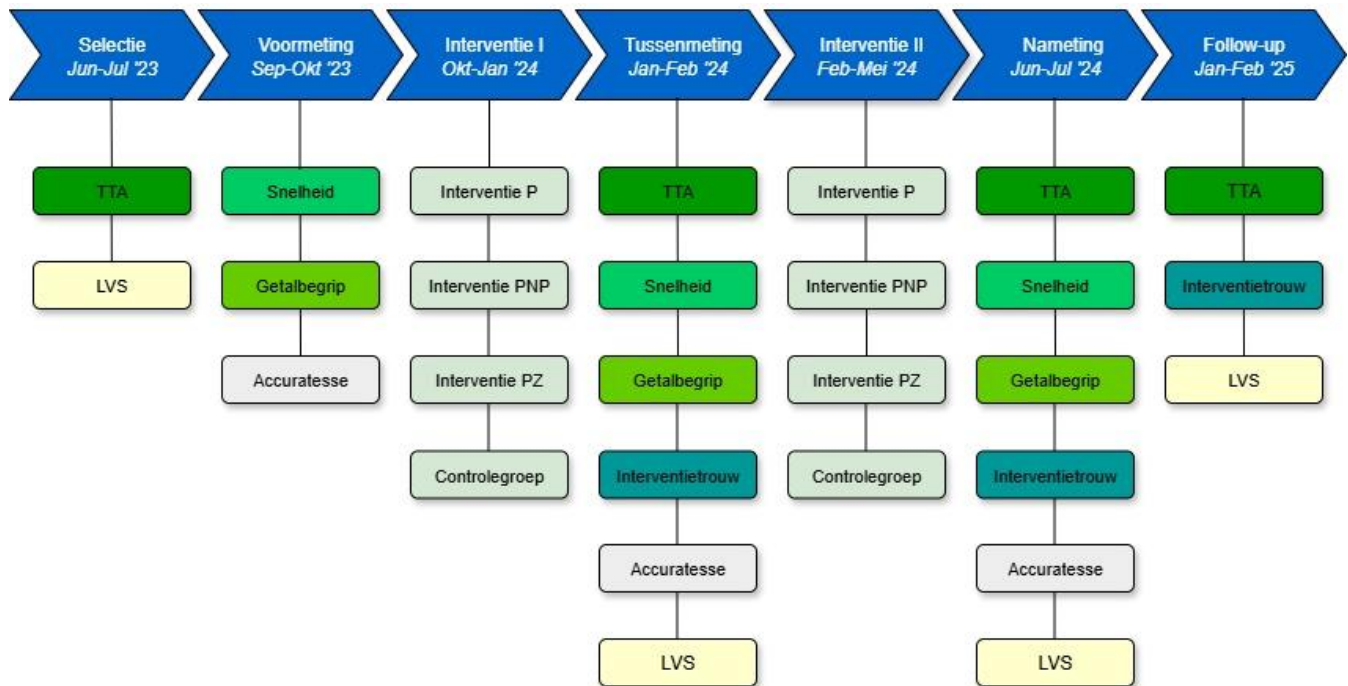 Selectie
Jun-Jul '23
Voormeting
Sep-Okt '23
Interventie I
Okt-Jan '24
Tussenmeting
Jan-Feb '24
Interventie II
Feb-Mei '24
Nameting
Jun-Jul '24
Follow-up
Jan-Feb '25
TTA
LVS
Snelheid
Getalbegrip
Accuratesse
Interventie P
Interventie PNP
Interventie PZ
Controlegroep
TTA
Snelheid
Getalbegrip
Interventietrouw
Accuratesse
LVS
Interventie P
Interventie PNP
Interventie PZ
Controlegroep
TTA
Snelheid
Getalbegrip
Interventietrouw
Accuratesse
LVS
TTA
Interventietrouw
LVS